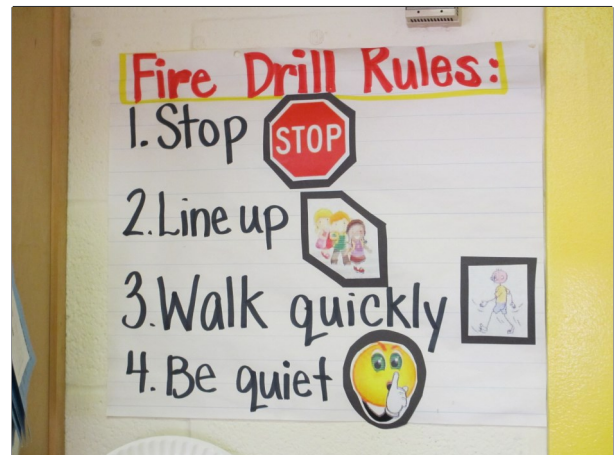 Fire Drill Rules:
1. Stop STOP
2. Line up
3. Walk quickly
4. Be quiet